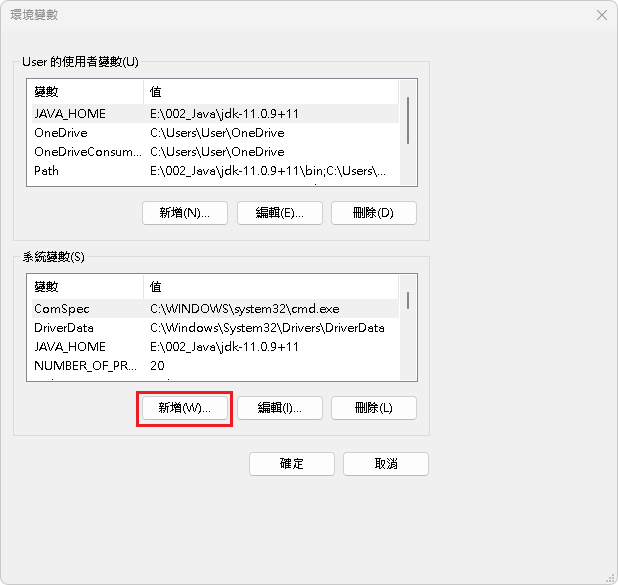 環境變數
User 的使用者變數(U)
變數 值
JAVA_HOME E:\002_Java\jdk-11.0.9+11
OneDrive C:\Users\User\OneDrive
OneDriveConsum... C:\Users\User\OneDrive
Path E:\002_Java\jdk-11.0.9+11\bin;C:\Users\...
新增(N)... 編輯(E)... 刪除(D)
系統變數(S)
變數 值
ComSpec C:\WINDOWS\system32\cmd.exe
DriverData C:\Windows\System32\Drivers\DriverData
JAVA_HOME E:\002_Java\jdk-11.0.9+11
NUMBER_OF_PR... 20
新增(W)... 編輯(I)... 刪除(L)
確定 取消